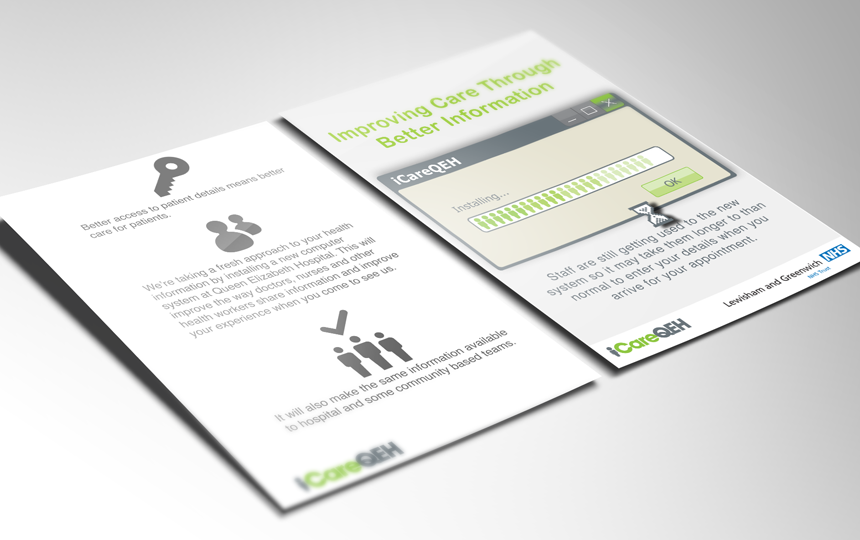 Better access to patient details means better
care for patients.
We're taking a fresh approach to your health
information by installing a new computer
system at Queen Elizabeth Hospital. This will
improve the way doctors, nurses and other
health workers share information and improve
your experience when you come to see us.
It will also make the same information available
to hospital and some community based teams.
iCareQEH
Improving Care Through
Better Information
iCareQEH
Installing...
OK
Staff are still getting used to the new
system so it may take them longer to than
normal to enter your details when you
arrive for your appointment.
iCareQEH
Lewisham and Greenwich NHS
NHS Trust